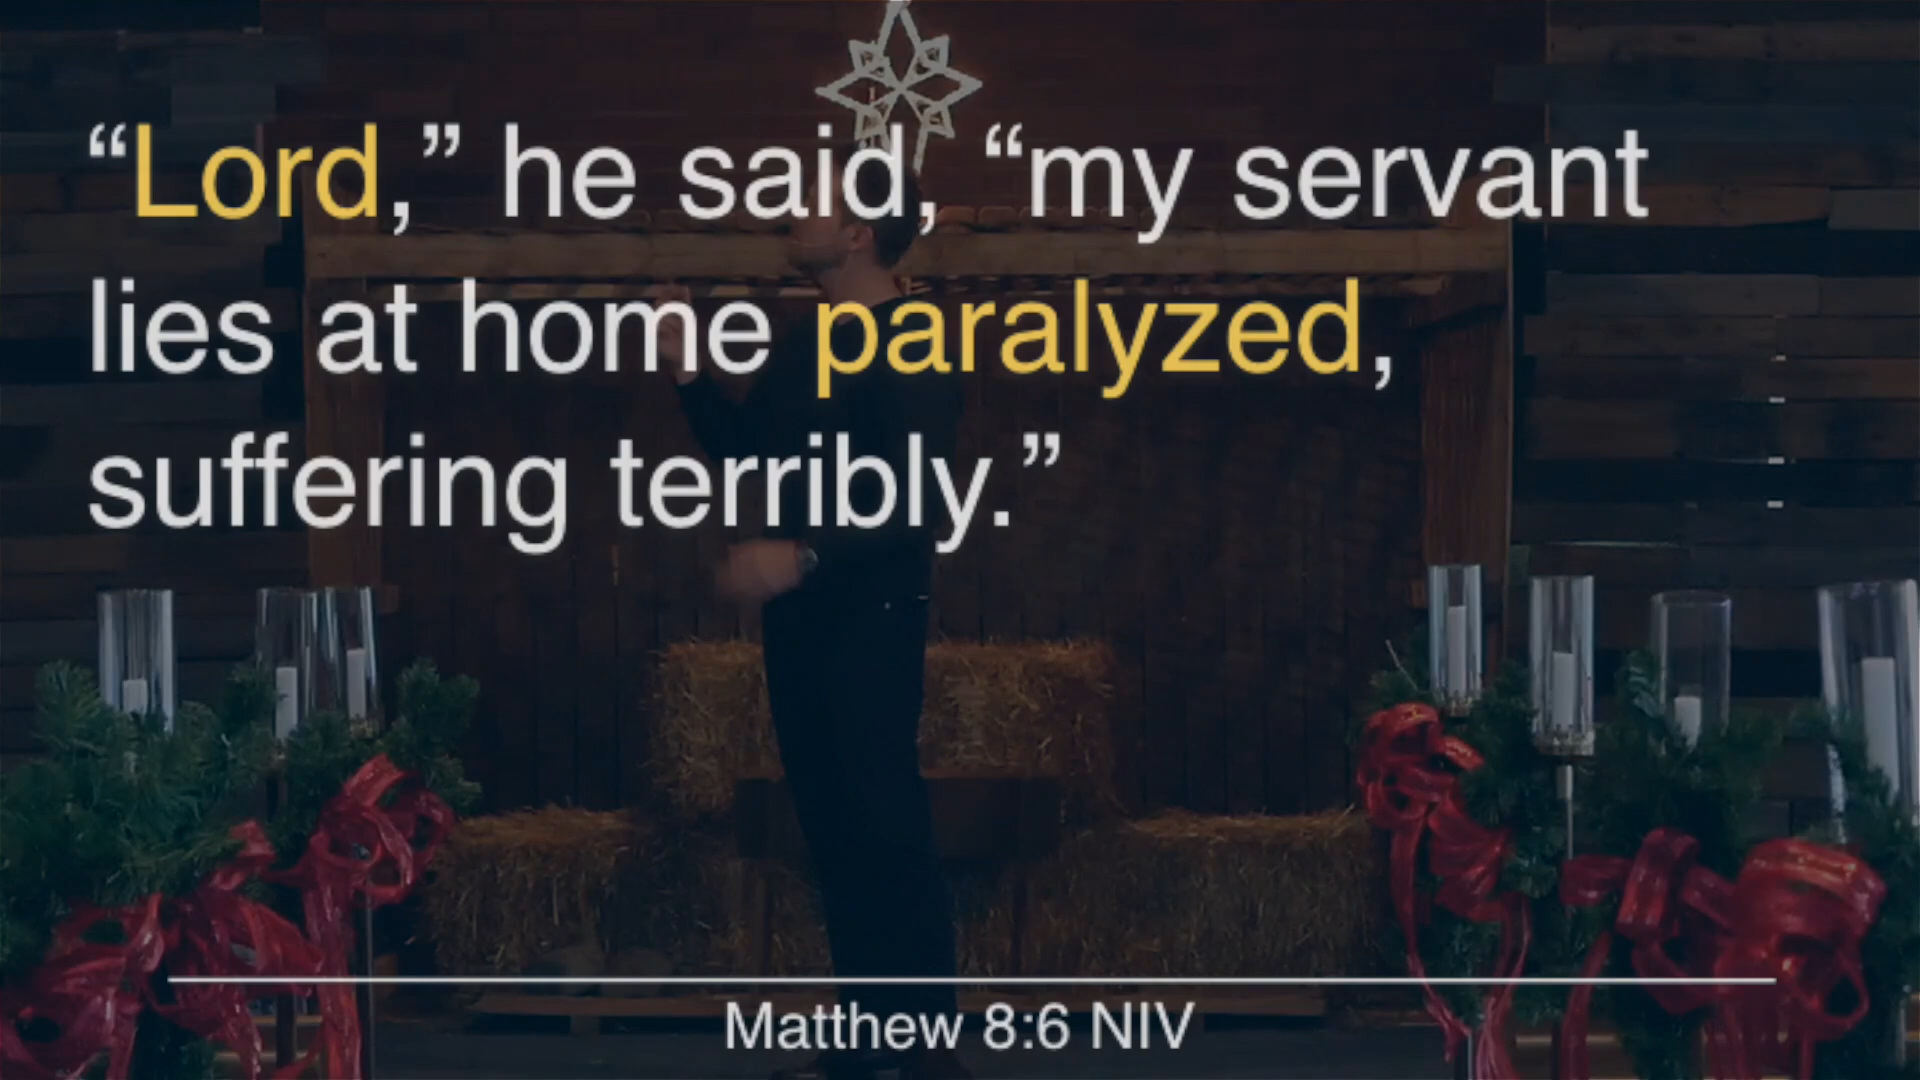 “Lord,” he said, “my servant
lies at home paralyzed,
suffering terribly.”
Matthew 8:6 NIV